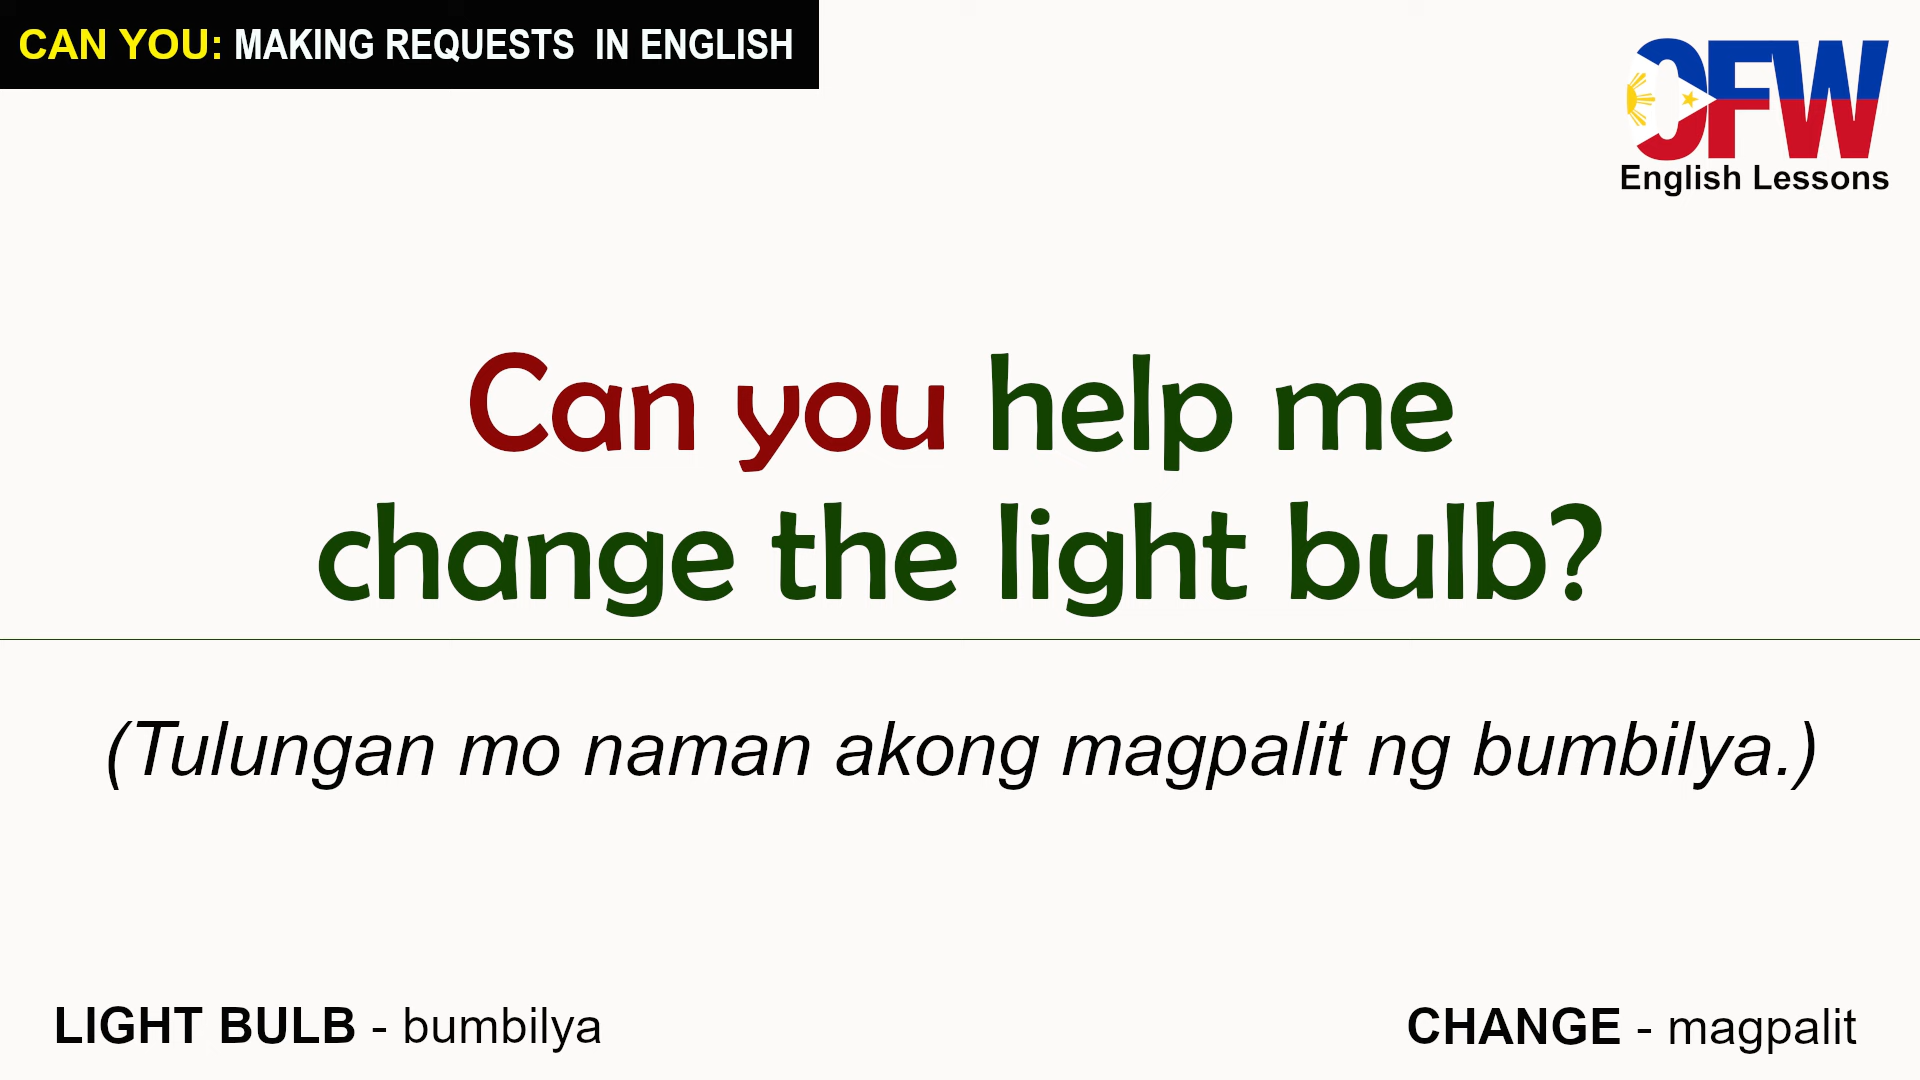 CAN YOU: MAKING REQUESTS IN ENGLISH
OFW
English Lessons
Can you help me
change the light bulb?
(Tulungan mo naman akong magpalit ng bumbilya.)
LIGHT BULB - bumbilya
CHANGE - magpalit